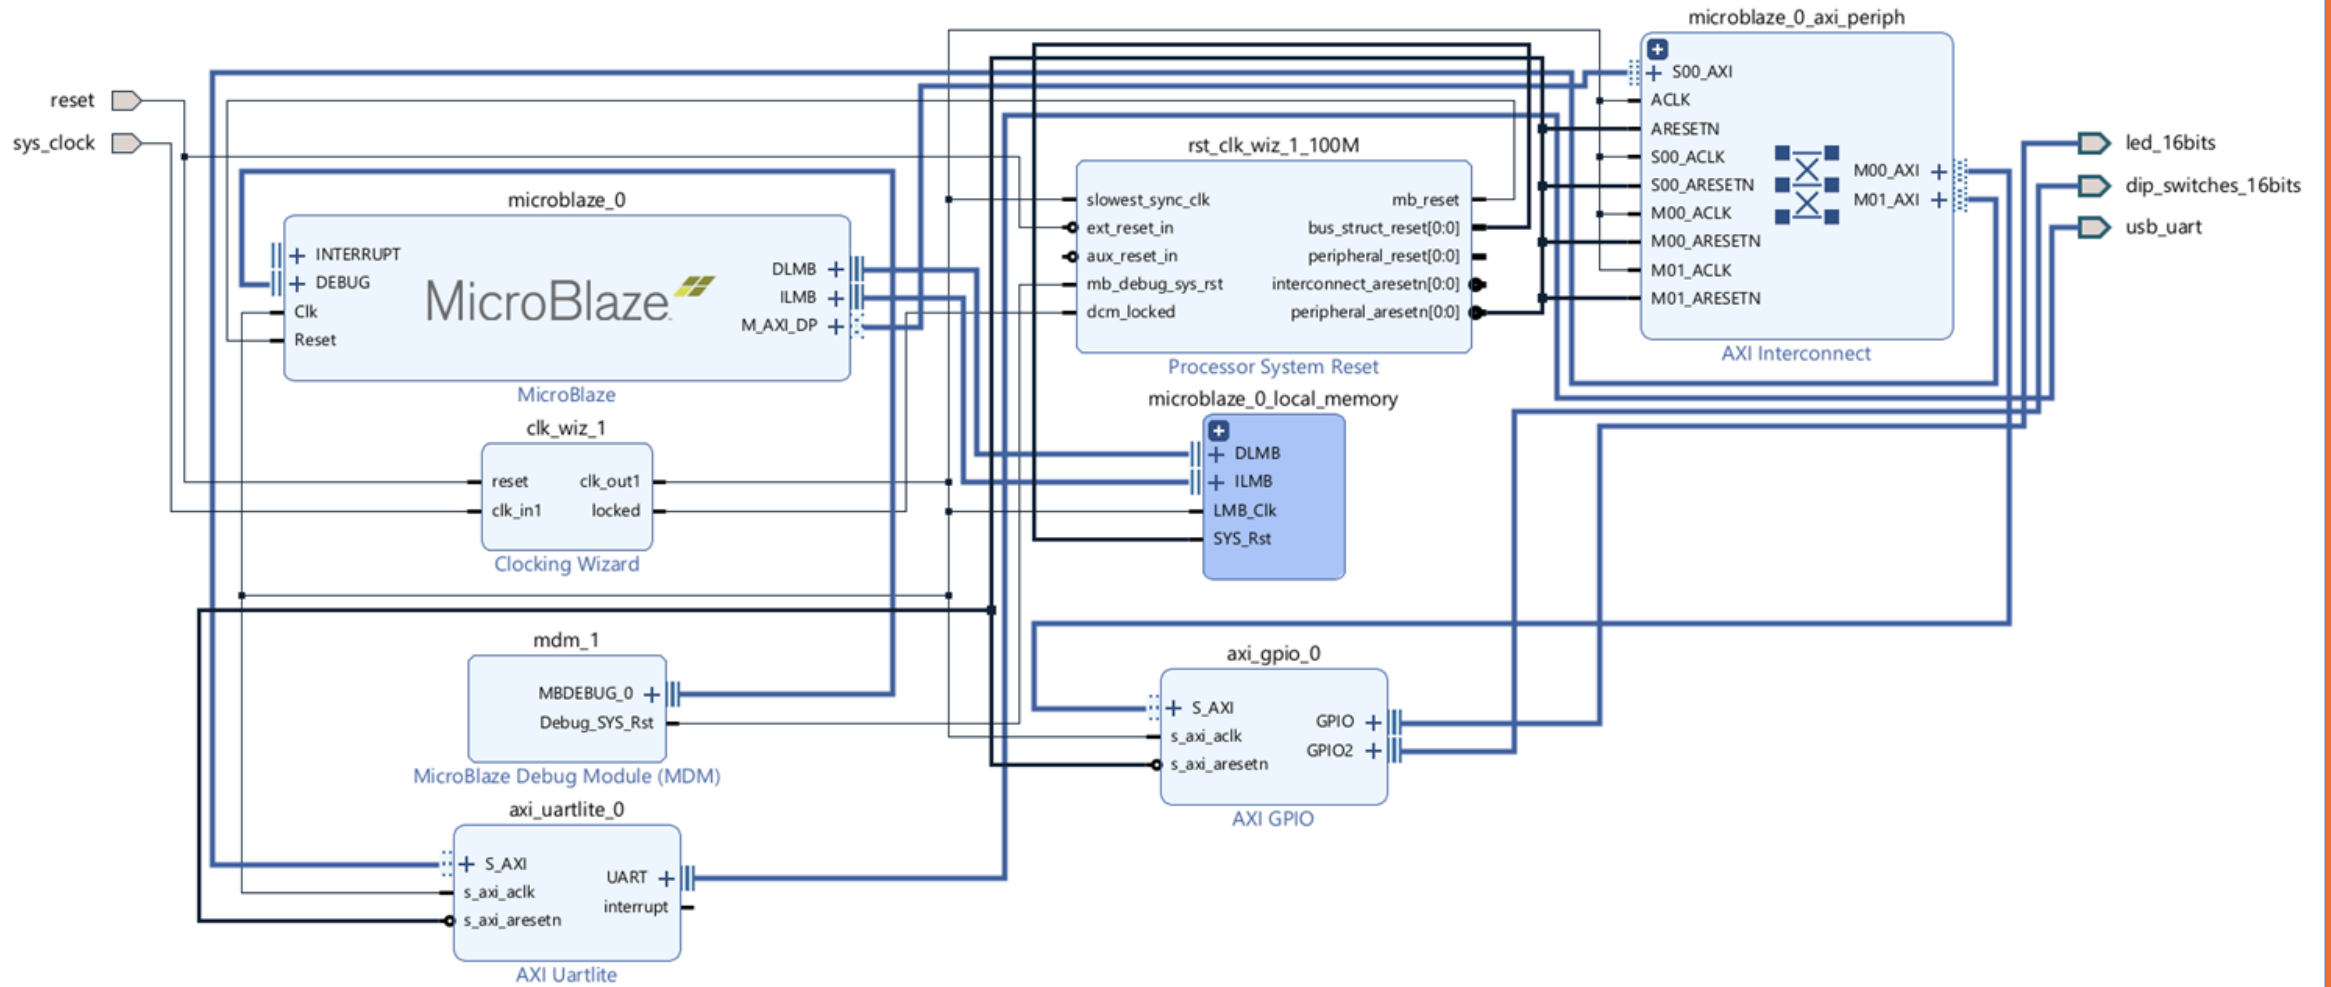 microblaze_0_axi_periph
S00_AXI
ACLK
ARESETN
S00_ACLK
S00_ARESETN
M00_ACLK
M00_ARESETN
M01_ACLK
M01_ARESETN
M00_AXI
M01_AXI
AXI Interconnect
reset
sys_clock
led_16bits
dip_switches_16bits
usb_uart
rst_clk_wiz_1_100M
slowest_sync_clk
ext_reset_in
aux_reset_in
mb_debug_sys_rst
dcm_locked
mb_reset
bus_struct_reset[0:0]
peripheral_reset[0:0]
interconnect_aresetn[0:0]
peripheral_aresetn[0:0]
Processor System Reset
microblaze_0
INTERRUPT
DEBUG
Clk
Reset
MicroBlaze
DLMB
ILMB
M_AXI_DP
MicroBlaze
microblaze_0_local_memory
DLMB
ILMB
LMB_Clk
SYS_Rst
clk_wiz_1
reset
clk_in1
clk_out1
locked
Clocking Wizard
mdm_1
MBDEBUG_0
Debug_SYS_Rst
MicroBlaze Debug Module (MDM)
axi_gpio_0
S_AXI
s_axi_aclk
s_axi_aresetn
GPIO
GPIO2
AXI GPIO
axi_uartlite_0
S_AXI
s_axi_aclk
s_axi_aresetn
UART
interrupt
AXI Uartlite